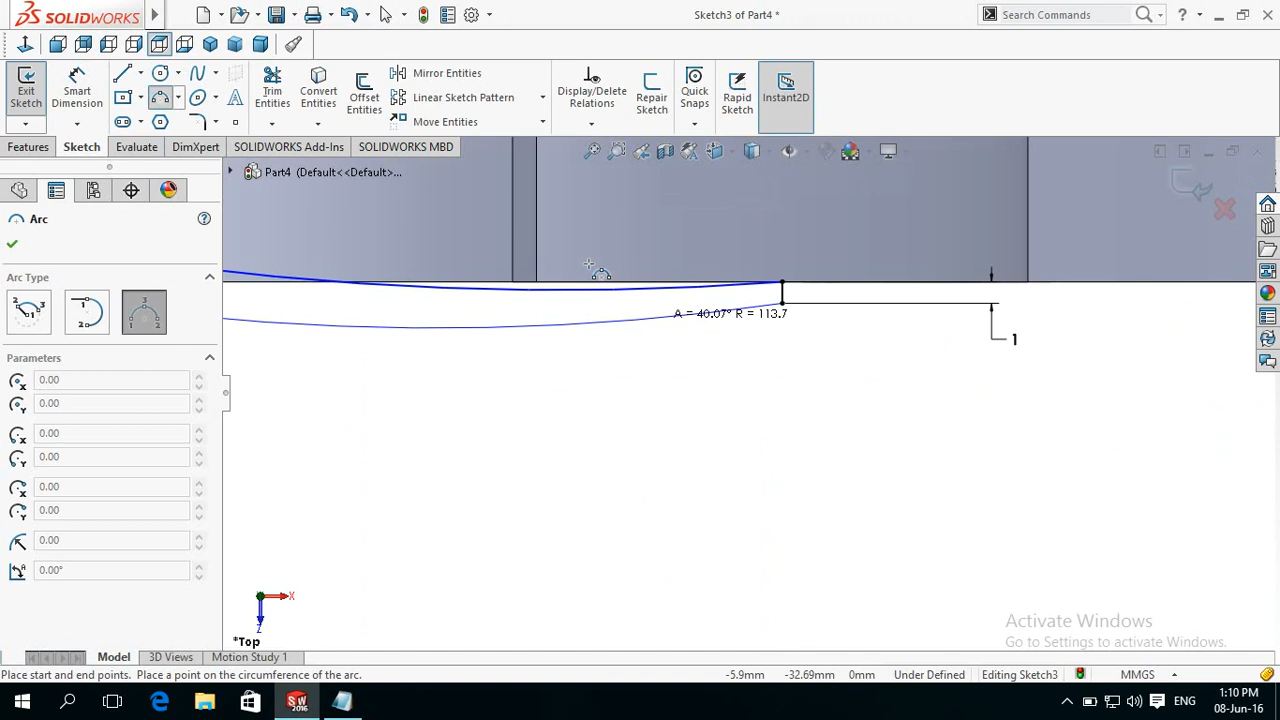 SOLIDWORKS
Sketch3 of Part4 *
Search Commands
?
Exit Sketch
Smart Dimension
Trim Entities
Convert Entities
Offset Entities
Mirror Entities
Linear Sketch Pattern
Move Entities
Display/Delete Relations
Repair Sketch
Quick Snaps
Rapid Sketch
Instant2D
Features
Sketch
Evaluate
DimXpert
SOLIDWORKS Add-Ins
SOLIDWORKS MBD
Part4 (Default<<Default>...
Arc
?
Arc Type
Parameters
0.00
0.00
0.00
0.00
0.00
0.00
0.00
0.00°
A = 40.07° R = 113.7
1
X
Z
*Top
Activate Windows
Go to Settings to activate Windows.
Model
3D Views
Motion Study 1
Place start and end points. Place a point on the circumference of the arc.
-5.9mm
-32.69mm
0mm
Under Defined
Editing Sketch3
MMGS
ENG
1:10 PM
08-Jun-16